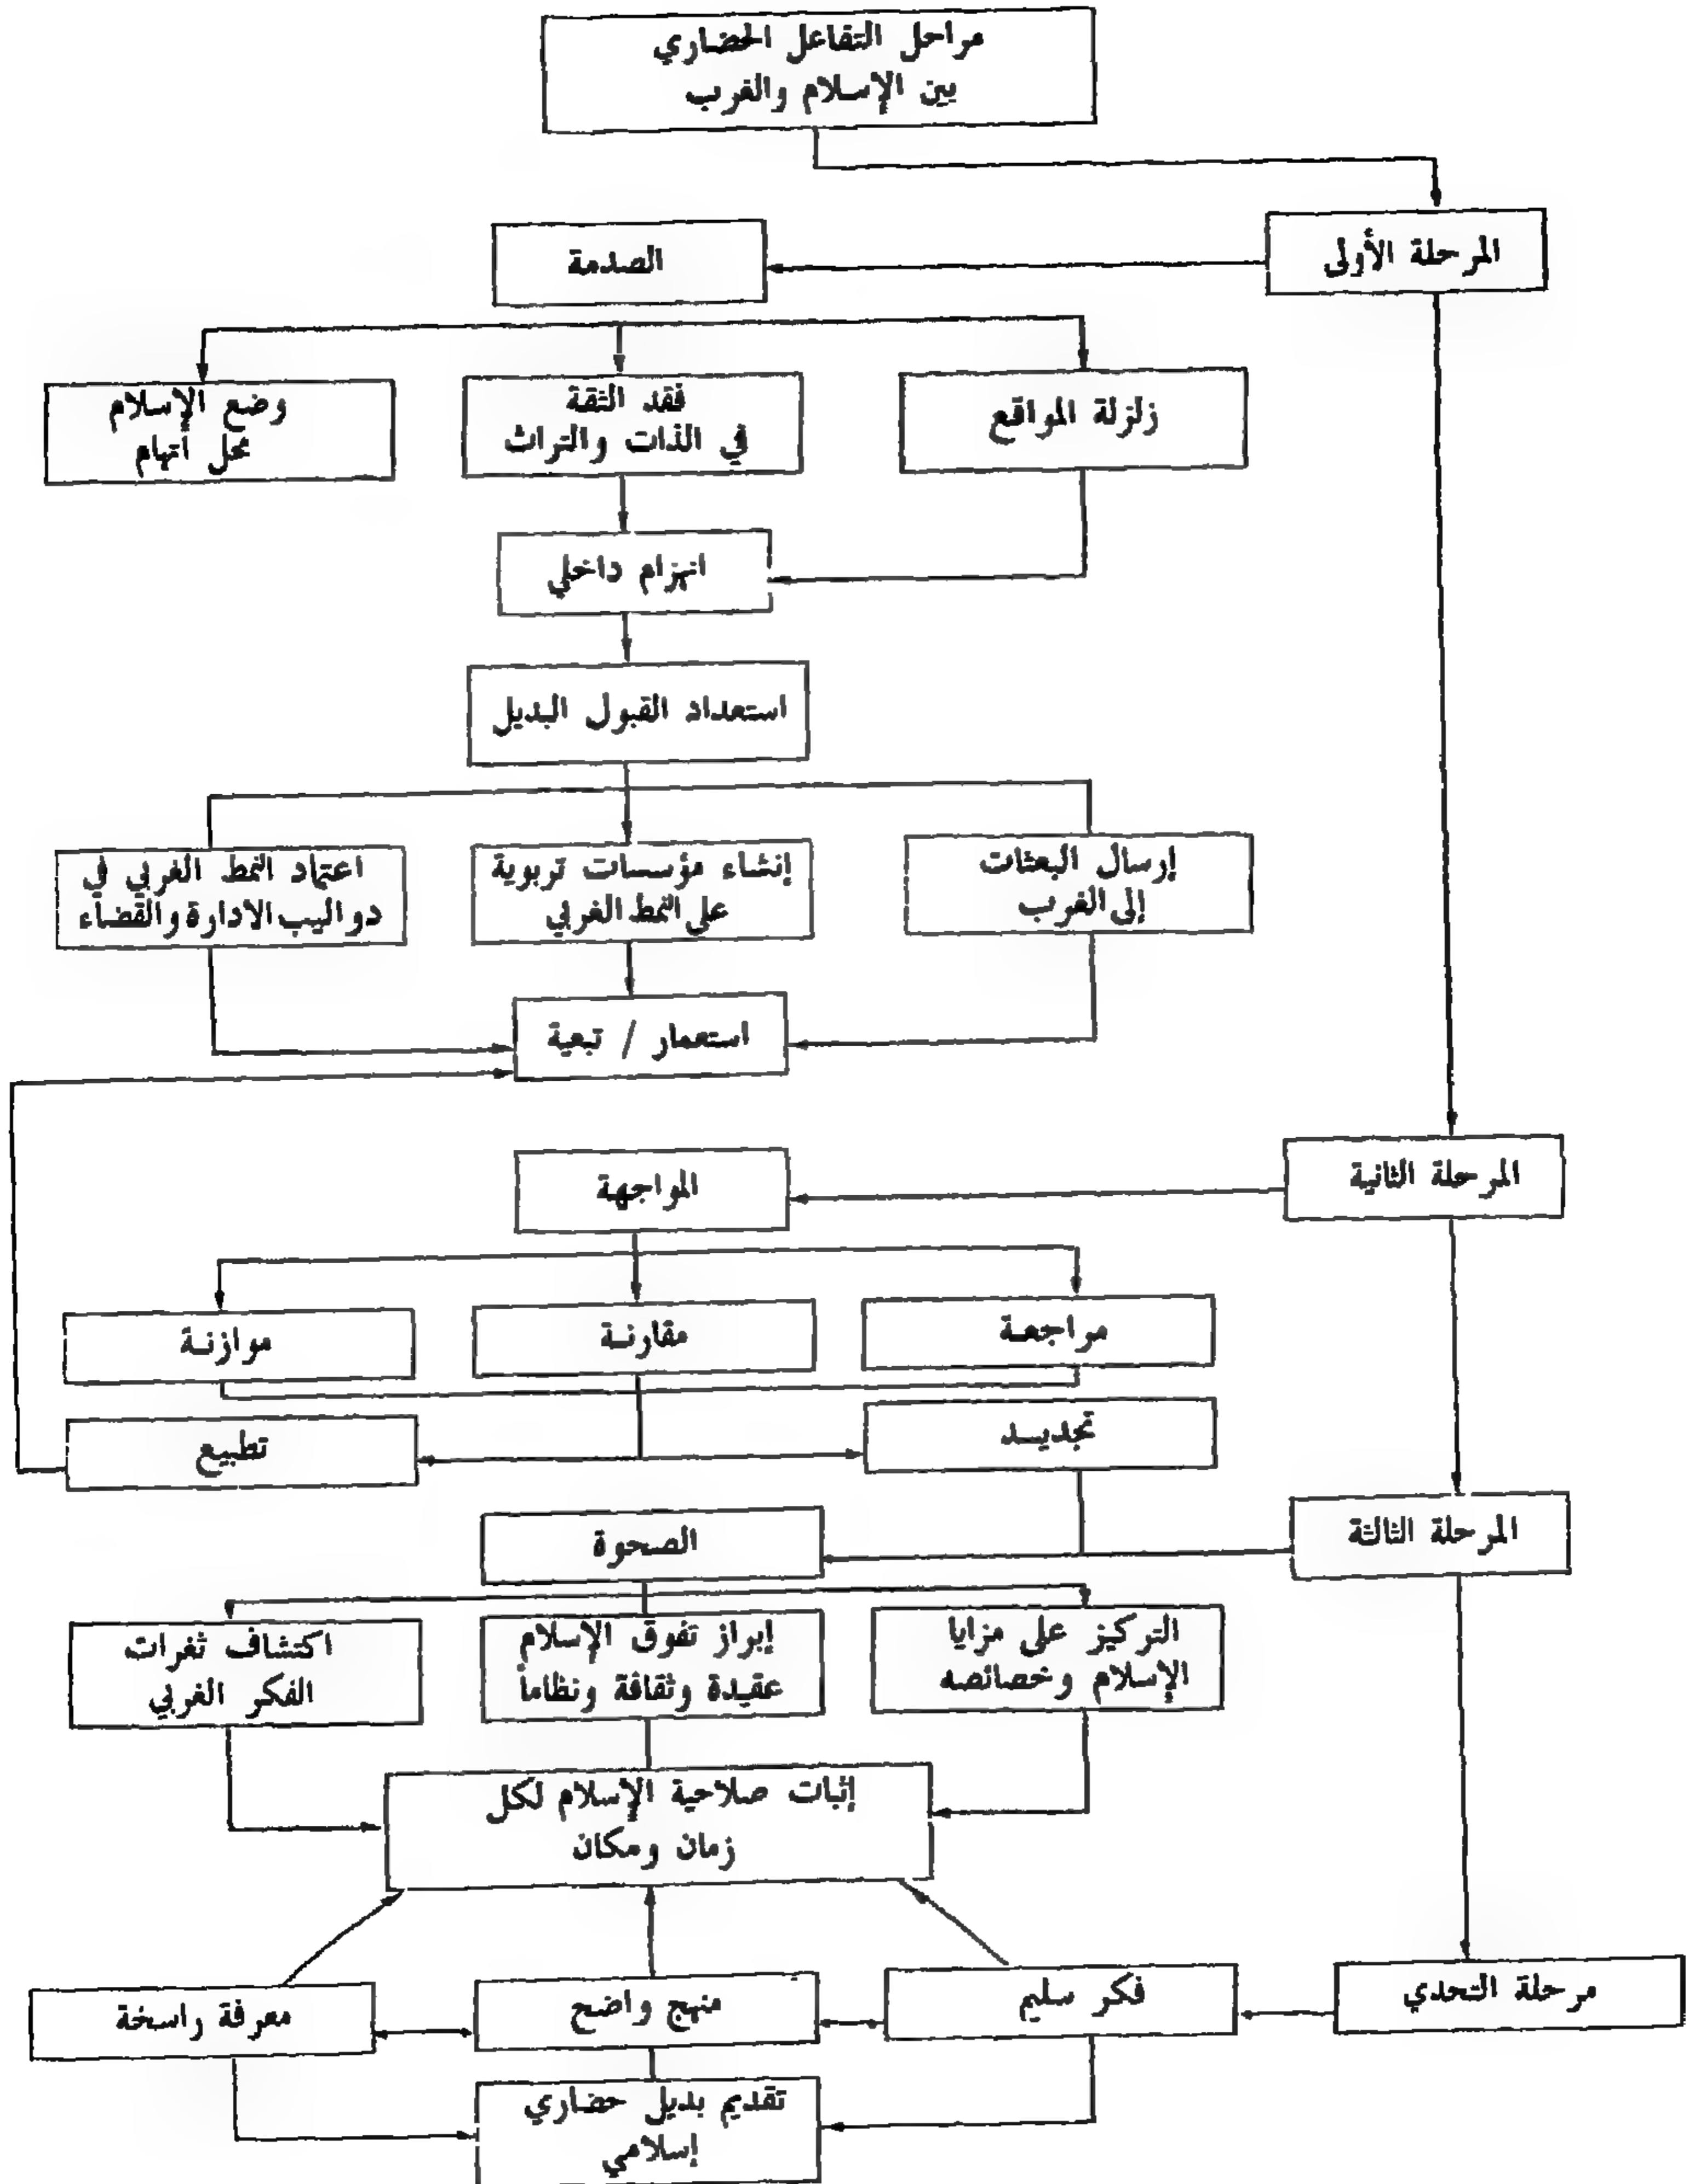 مراحل التفاعل الحضاري
بين الإسلام والغرب
المرحلة الأولى
الصدمة
زلزلة المواقع
فقد الثقة
في الذات والتراث
وضع الإسلام
محل اتهام
انهزام داخلي
استعداد القبول البديل
إرسال البعثات
إلى الغرب
إنشاء مؤسسات تربوية
على النمط الغربي
اعتماد النمط الغربي في
دواليب الادارة والقضاء
استعمار / تبعية
المرحلة الثانية
المواجهة
مراجعة
مقارنة
موازنة
تجديد
تطبيع
المرحلة الثالثة
الصحوة
التركيز على مزايا
الإسلام وخصائصه
إبراز تفوق الإسلام
عقيدة وثقافة ونظاماً
اكتشاف ثغرات
الفكر الغربي
إثبات صلاحية الإسلام لكل
زمان ومكان
مرحلة التحدي
فكر سليم
منهج واضح
معرفة راسخة
تقديم بديل حضاري
إسلامي